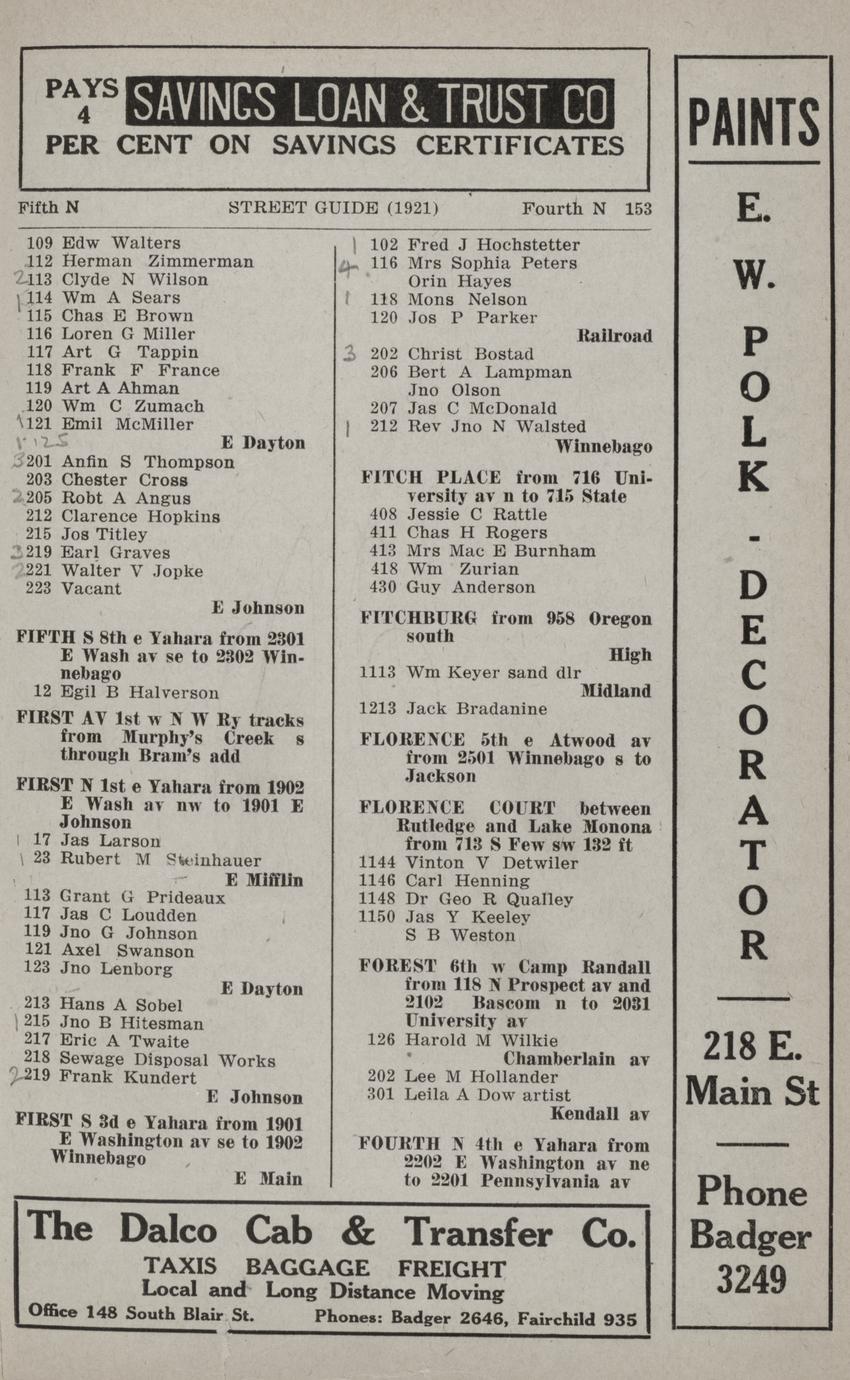 PAYS
4
SAVINGS LOAN & TRUST CO
PER CENT ON SAVINGS CERTIFICATES
Fifth N STREET GUIDE (1921) Fourth N 153
109 Edw Walters
112 Herman Zimmerman
2 113 Clyde N Wilson
114 Wm A Sears
115 Chas E Brown
116 Loren G Miller
117 Art G Tappin
118 Frank F France
119 Art A Ahman
120 Wm C Zumach
1 121 Emil McMiller
125 E Dayton
3 201 Anfin S Thompson
203 Chester Cross
2 205 Robt A Angus
212 Clarence Hopkins
215 Jos Titley
3 219 Earl Graves
2 221 Walter V Jopke
223 Vacant
E Johnson
FIFTH S 8th e Yahara from 2301
E Wash av se to 2302 Win-
nebago
12 Egil B Halverson
FIRST AV 1st w N W Ry tracks
from Murphy's Creek s
through Bram's add
FIRST N 1st e Yahara from 1902
E Wash av nw to 1901 E
Johnson
1 17 Jas Larson
1 23 Rubert M Steinhauer
E Mifflin
113 Grant G Prideaux
117 Jas C Loudden
119 Jno G Johnson
121 Axel Swanson
123 Jno Lenborg
E Dayton
213 Hans A Sobel
1 215 Jno B Hitesman
217 Eric A Twaite
218 Sewage Disposal Works
2 219 Frank Kundert
E Johnson
FIRST S 3d e Yahara from 1901
E Washington av se to 1902
Winnebago
E Main
1 102 Fred J Hochstetter
4 116 Mrs Sophia Peters
Orin Hayes
1 118 Mons Nelson
120 Jos P Parker
Railroad
3 202 Christ Bostad
206 Bert A Lampman
Jno Olson
207 Jas C McDonald
1 212 Rev Jno N Walsted
Winnebago
FITCH PLACE from 716 Uni-
versity av n to 715 State
408 Jessie C Rattle
411 Chas H Rogers
413 Mrs Mac E Burnham
418 Wm Zurian
430 Guy Anderson
FITCHBURG from 958 Oregon
south
High
1113 Wm Keyer sand dlr
Midland
1213 Jack Bradanine
FLORENCE 5th e Atwood av
from 2501 Winnebago s to
Jackson
FLORENCE COURT between
Rutledge and Lake Monona
from 713 S Few sw 132 ft
1144 Vinton V Detwiler
1146 Carl Henning
1148 Dr Geo R Qualley
1150 Jas Y Keeley
S B Weston
FOREST 6th w Camp Randall
from 118 N Prospect av and
2102 Bascom n to 2031
University av
126 Harold M Wilkie
Chamberlain av
202 Lee M Hollander
301 Leila A Dow artist
Kendall av
FOURTH N 4th e Yahara from
2202 E Washington av ne
to 2201 Pennsylvania av
The Dalco Cab & Transfer Co.
TAXIS BAGGAGE FREIGHT
Local and Long Distance Moving
Office 148 South Blair St. Phones: Badger 2646, Fairchild 935
PAINTS
E.
W.
P
O
L
K
-
D
E
C
O
R
A
T
O
R
218 E.
Main St
Phone
Badger
3249